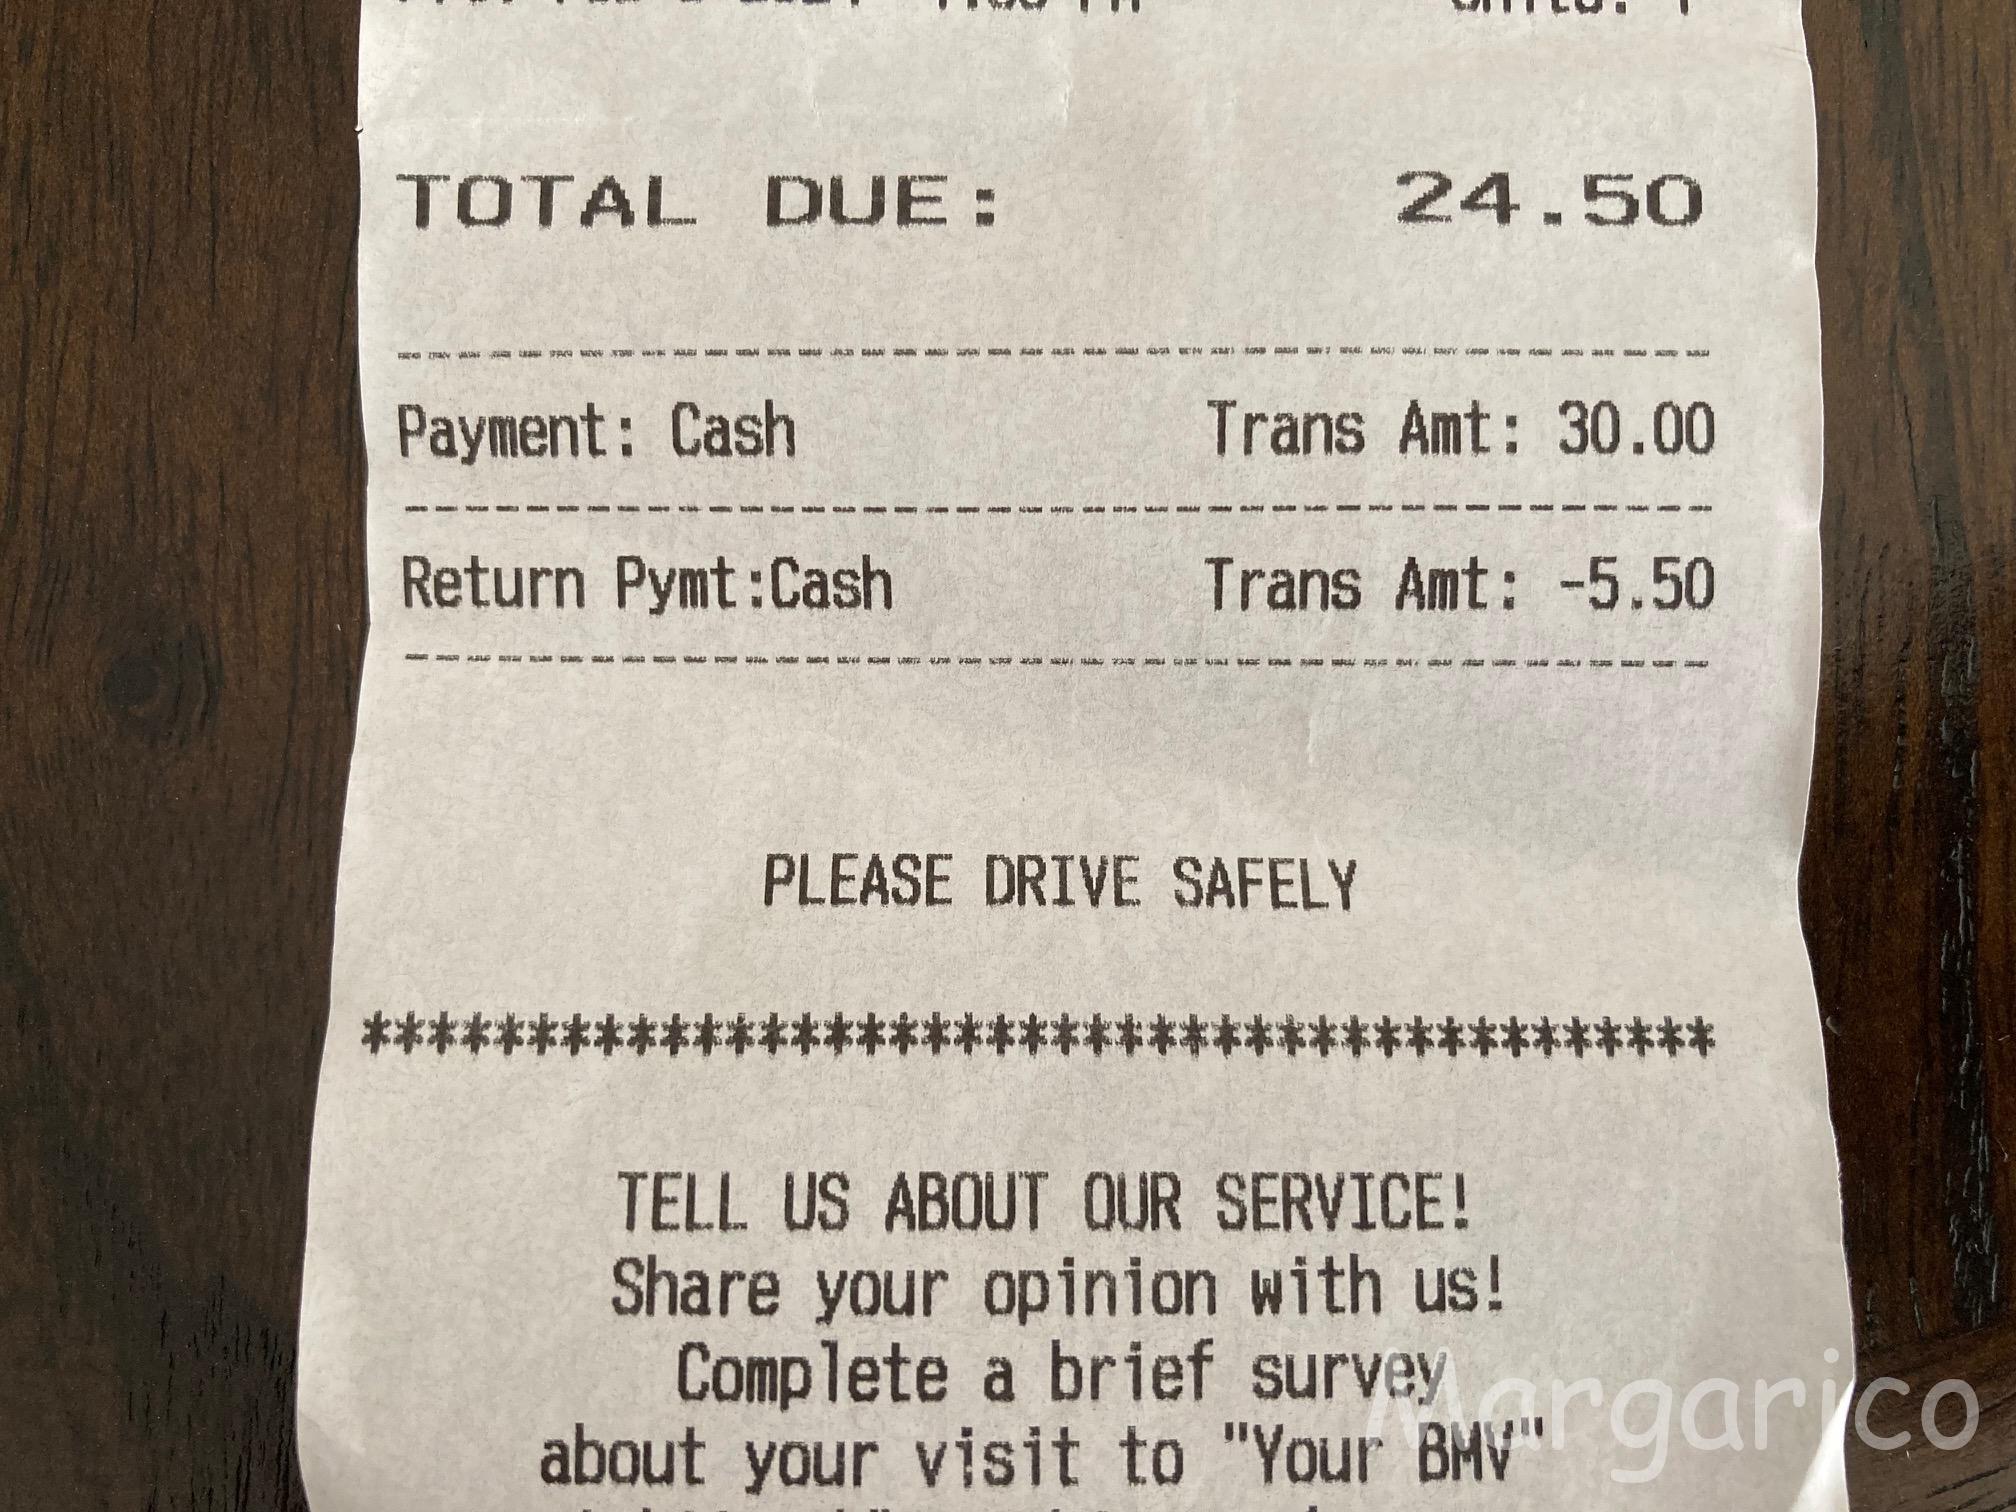 TOTAL DUE: 24.50
Payment: Cash Trans Amt: 30.00
Return Pymt:Cash Trans Amt: -5.50
PLEASE DRIVE SAFELY
*****************************************
TELL US ABOUT OUR SERVICE!
Share your opinion with us!
Complete a brief survey
about your visit to "Your BMV"
Margarico